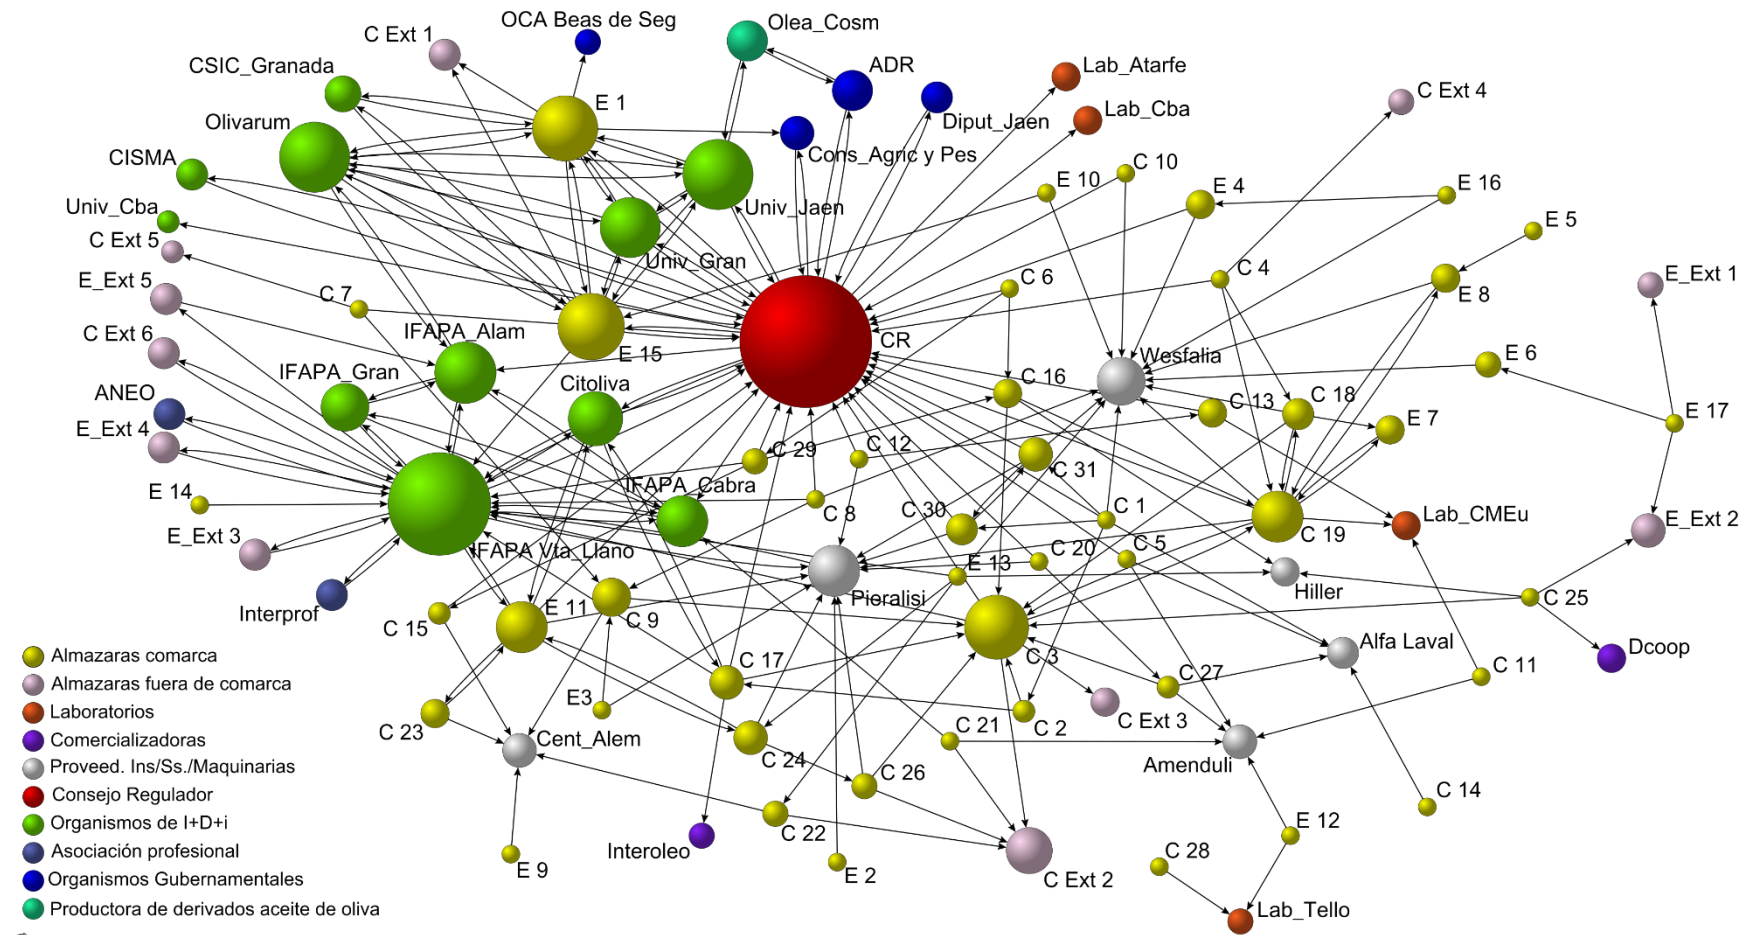 OCA Beas de Seg
Olea_Cosm
C Ext 1
CSIC_Granada
ADR
Lab_Atarfe
E 1
C Ext 4
Olivarum
Diput_Jaen
Lab_Cba
CISMA
Cons_Agric y Pes
C 10
E 10
E 4
E 16
Univ_Cba
Univ_Jaen
E 5
C Ext 5
Univ_Gran
E_Ext 5
C 7
C 6
C 4
E 8
E_Ext 1
C Ext 6
IFAPA_Alam
E 15
CR
Wesfalia
E 6
IFAPA_Gran
Citoliva
ANEO
C 16
C 13
C 18
E 7
E 17
E_Ext 4
C 29
C 12
C 31
E 14
IFAPA_Cabra
C 8
C 30
C 1
Lab_CMEu
E_Ext 2
E_Ext 3
IFAPA Vta_Llano
C 20
C 5
C 19
E 13
Interprof
Pieralisi
Hiller
C 25
C 15
E 11
C 9
C 3
Alfa Laval
Dcoop
Almazaras comarca
C 17
C 27
C 11
Almazaras fuera de comarca
E3
C 2
C Ext 3
Laboratorios
C 23
C 21
Comercializadoras
Cent_Alem
C 24
Amenduli
Proveed. Ins/Ss./Maquinarias
C 26
C 14
Consejo Regulador
Organismos de I+D+i
C 22
E 12
Asociación profesional
Interoleo
C 28
Organismos Gubernamentales
E 9
E 2
C Ext 2
Productora de derivados aceite de oliva
Lab_Tello